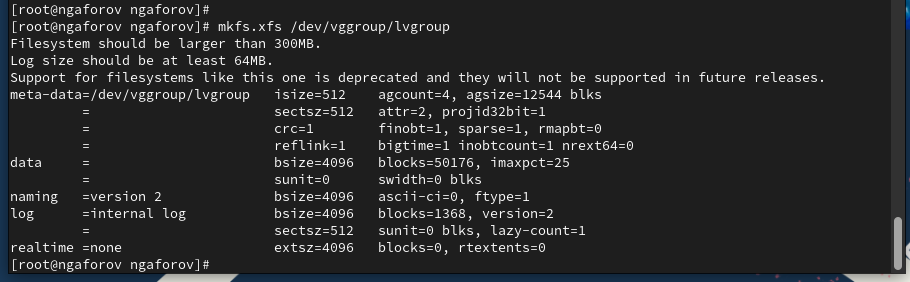 [root@ngaforov ngaforov]#
[root@ngaforov ngaforov]# mkfs.xfs /dev/vggroup/lvgroup
Filesystem should be larger than 300MB.
Log size should be at least 64MB.
Support for filesystems like this one is deprecated and they will not be supported in future releases.
meta-data=/dev/vggroup/lvgroup   isize=512    agcount=4, agsize=12544 blks
         =                       sectsz=512   attr=2, projid32bit=1
         =                       crc=1        finobt=1, sparse=1, rmapbt=0
         =                       reflink=1    bigtime=1 inobtcount=1 nrext64=0
data     =                       bsize=4096   blocks=50176, imaxpct=25
         =                       sunit=0      swidth=0 blks
naming   =version 2              bsize=4096   ascii-ci=0, ftype=1
log      =internal log           bsize=4096   blocks=1368, version=2
         =                       sectsz=512   sunit=0 blks, lazy-count=1
realtime =none                   extsz=4096   blocks=0, rtextents=0
[root@ngaforov ngaforov]#